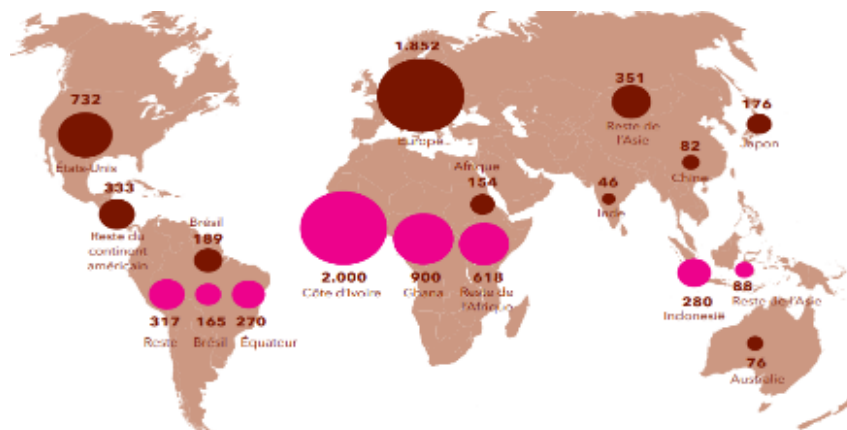 1.852
Europe
732
États-Unis
333
Reste du
continent
américain
Brésil
189
317
Reste
165
Brésil
270
Équateur
Afrique
154
2.000
Côte d'Ivoire
900
Ghana
618
Reste de
l'Afrique
351
Reste de
l'Asie
176
Japon
82
Chine
46
Inde
280
Indonesië
88
Reste de l'Asie
76
Australie